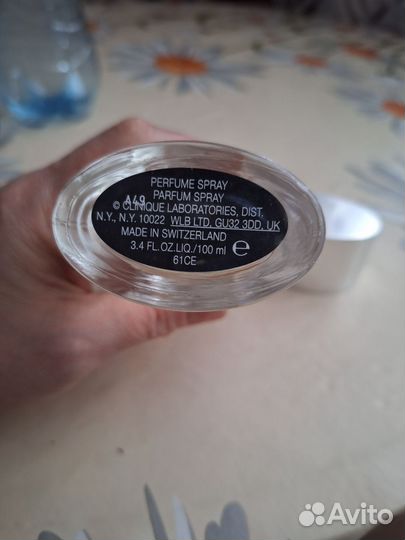 PERFUME SPRAY
PARFUM SPRAY
A49
© CLINIQUE LABORATORIES, DIST.
N.Y., N.Y. 10022 WLB LTD, GU32 3DD, UK
MADE IN SWITZERLAND
3.4 FL.OZ.LIQ./100 ml ℮
61CE
Avito